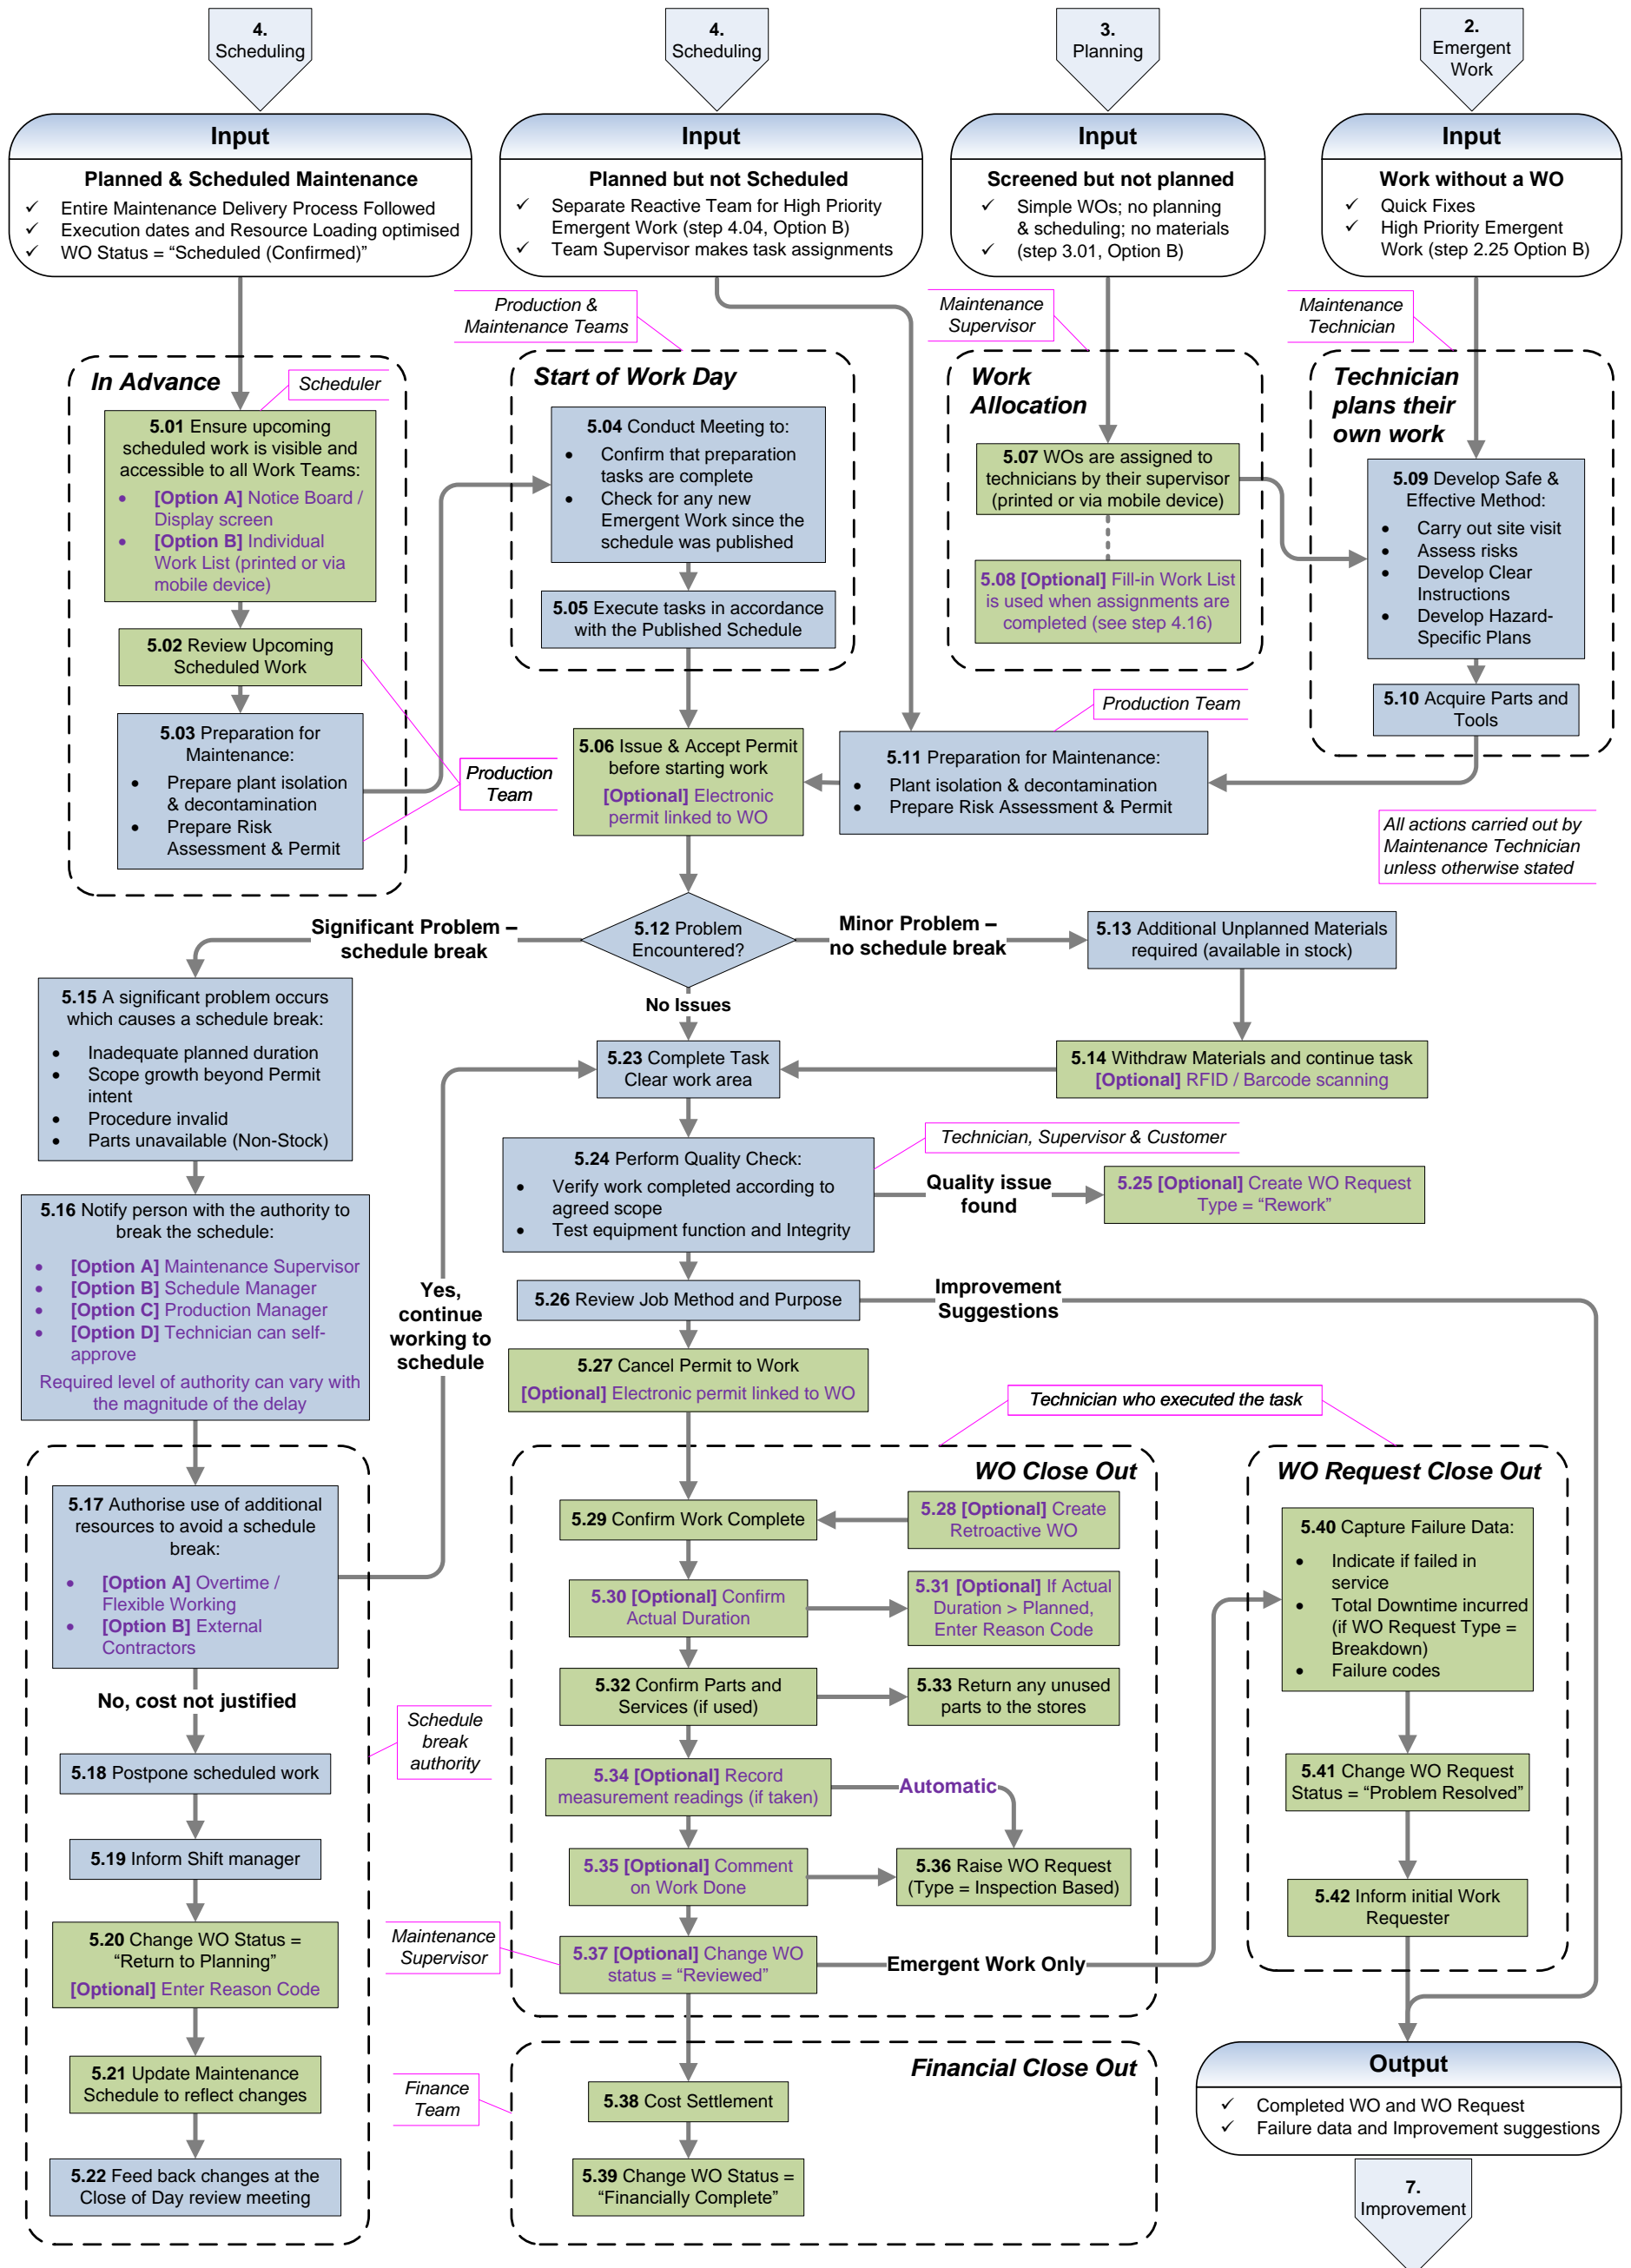 4.
Scheduling
4.
Scheduling
3.
Planning
2.
Emergent
Work
Input
Planned & Scheduled Maintenance
✓ Entire Maintenance Delivery Process Followed
✓ Execution dates and Resource Loading optimised
✓ WO Status = “Scheduled (Confirmed)”
Input
Planned but not Scheduled
✓ Separate Reactive Team for High Priority
Emergent Work (step 4.04, Option B)
✓ Team Supervisor makes task assignments
Input
Screened but not planned
✓ Simple WOs; no planning
& scheduling; no materials
✓ (step 3.01, Option B)
Input
Work without a WO
✓ Quick Fixes
✓ High Priority Emergent
Work (step 2.25 Option B)
Production &
Maintenance Teams
Maintenance
Supervisor
Maintenance
Technician
In Advance
Scheduler
5.01 Ensure upcoming
scheduled work is visible and
accessible to all Work Teams:
• [Option A] Notice Board /
Display screen
• [Option B] Individual
Work List (printed or via
mobile device)
5.02 Review Upcoming
Scheduled Work
5.03 Preparation for
Maintenance:
• Prepare plant isolation
& decontamination
• Prepare Risk
Assessment & Permit
Production
Team
Start of Work Day
5.04 Conduct Meeting to:
• Confirm that preparation
tasks are complete
• Check for any new
Emergent Work since the
schedule was published
5.05 Execute tasks in accordance
with the Published Schedule
Work
Allocation
5.07 WOs are assigned to
technicians by their supervisor
(printed or via mobile device)
5.08 [Optional] Fill-in Work List
is used when assignments are
completed (see step 4.16)
Technician
plans their
own work
5.09 Develop Safe &
Effective Method:
• Carry out site visit
• Assess risks
• Develop Clear
Instructions
• Develop Hazard-
Specific Plans
5.10 Acquire Parts and
Tools
Production Team
5.06 Issue & Accept Permit
before starting work
[Optional] Electronic
permit linked to WO
5.11 Preparation for Maintenance:
• Plant isolation & decontamination
• Prepare Risk Assessment & Permit
All actions carried out by
Maintenance Technician
unless otherwise stated
Significant Problem –
schedule break
5.12 Problem
Encountered?
Minor Problem –
no schedule break
No Issues
5.13 Additional Unplanned Materials
required (available in stock)
5.14 Withdraw Materials and continue task
[Optional] RFID / Barcode scanning
5.15 A significant problem occurs
which causes a schedule break:
• Inadequate planned duration
• Scope growth beyond Permit
intent
• Procedure invalid
• Parts unavailable (Non-Stock)
5.16 Notify person with the authority to
break the schedule:
• [Option A] Maintenance Supervisor
• [Option B] Schedule Manager
• [Option C] Production Manager
• [Option D] Technician can self-
approve
Required level of authority can vary with
the magnitude of the delay
Yes,
continue
working to
schedule
5.17 Authorise use of additional
resources to avoid a schedule
break:
• [Option A] Overtime /
Flexible Working
• [Option B] External
Contractors
No, cost not justified
Schedule
break
authority
5.18 Postpone scheduled work
5.19 Inform Shift manager
5.20 Change WO Status =
“Return to Planning”
[Optional] Enter Reason Code
5.21 Update Maintenance
Schedule to reflect changes
5.22 Feed back changes at the
Close of Day review meeting
5.23 Complete Task
Clear work area
5.24 Perform Quality Check:
• Verify work completed according to
agreed scope
• Test equipment function and Integrity
Technician, Supervisor & Customer
Quality issue
found
5.25 [Optional] Create WO Request
Type = “Rework”
5.26 Review Job Method and Purpose
Improvement
Suggestions
5.27 Cancel Permit to Work
[Optional] Electronic permit linked to WO
Technician who executed the task
WO Close Out
5.29 Confirm Work Complete
5.28 [Optional] Create
Retroactive WO
5.30 [Optional] Confirm
Actual Duration
5.31 [Optional] If Actual
Duration > Planned,
Enter Reason Code
5.32 Confirm Parts and
Services (if used)
5.33 Return any unused
parts to the stores
5.34 [Optional] Record
measurement readings (if taken)
Automatic
5.35 [Optional] Comment
on Work Done
5.36 Raise WO Request
(Type = Inspection Based)
Maintenance
Supervisor
5.37 [Optional] Change WO
status = “Reviewed”
Emergent Work Only
WO Request Close Out
5.40 Capture Failure Data:
• Indicate if failed in
service
• Total Downtime incurred
(if WO Request Type =
Breakdown)
• Failure codes
5.41 Change WO Request
Status = “Problem Resolved”
5.42 Inform initial Work
Requester
Financial Close Out
Finance
Team
5.38 Cost Settlement
5.39 Change WO Status =
“Financially Complete”
Output
✓ Completed WO and WO Request
✓ Failure data and Improvement suggestions
7.
Improvement